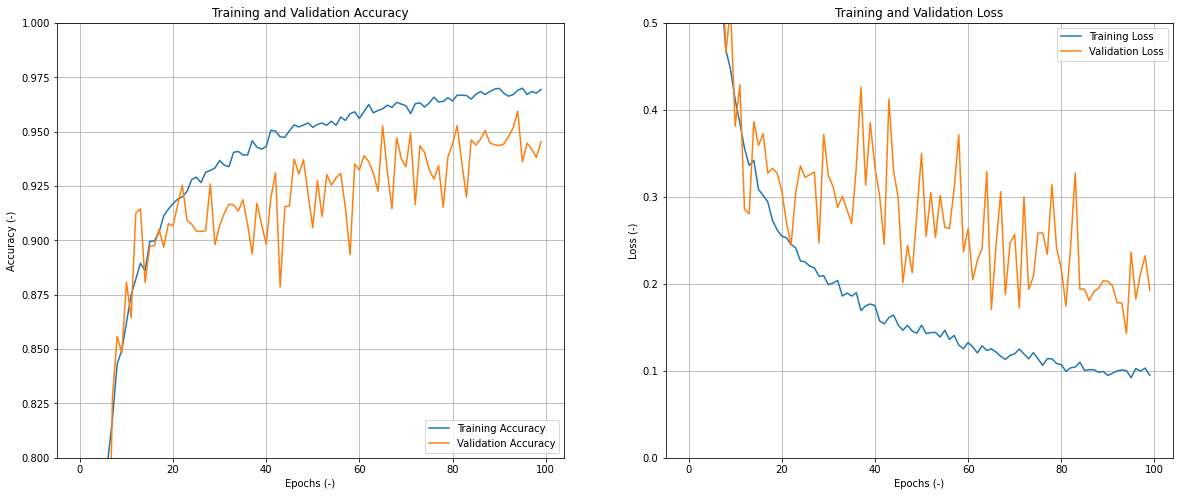 Training and Validation Accuracy
1.000
0.975
0.950
0.925
0.900
0.875
0.850
0.825
0.800
Accuracy (-)
0
20
40
60
80
100
Epochs (-)
Training Accuracy
Validation Accuracy
Training and Validation Loss
0.5
0.4
0.3
0.2
0.1
0.0
Loss (-)
0
20
40
60
80
100
Epochs (-)
Training Loss
Validation Loss